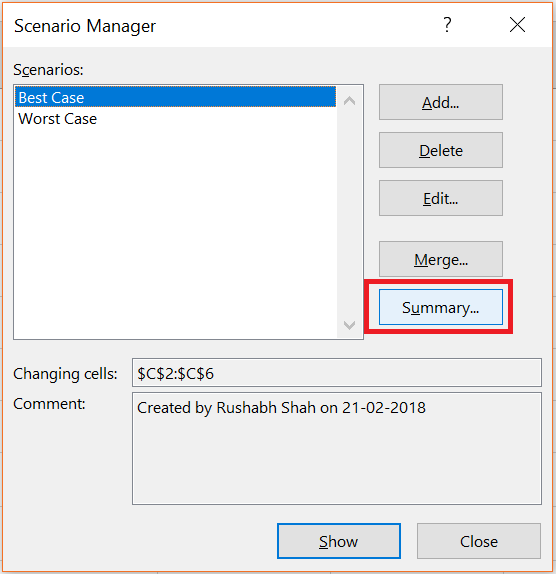 Scenario Manager
?
Scenarios:
Best Case
Worst Case
Add...
Delete
Edit...
Merge...
Summary...
Changing cells: $C$2:$C$6
Comment: Created by Rushabh Shah on 21-02-2018
Show Close